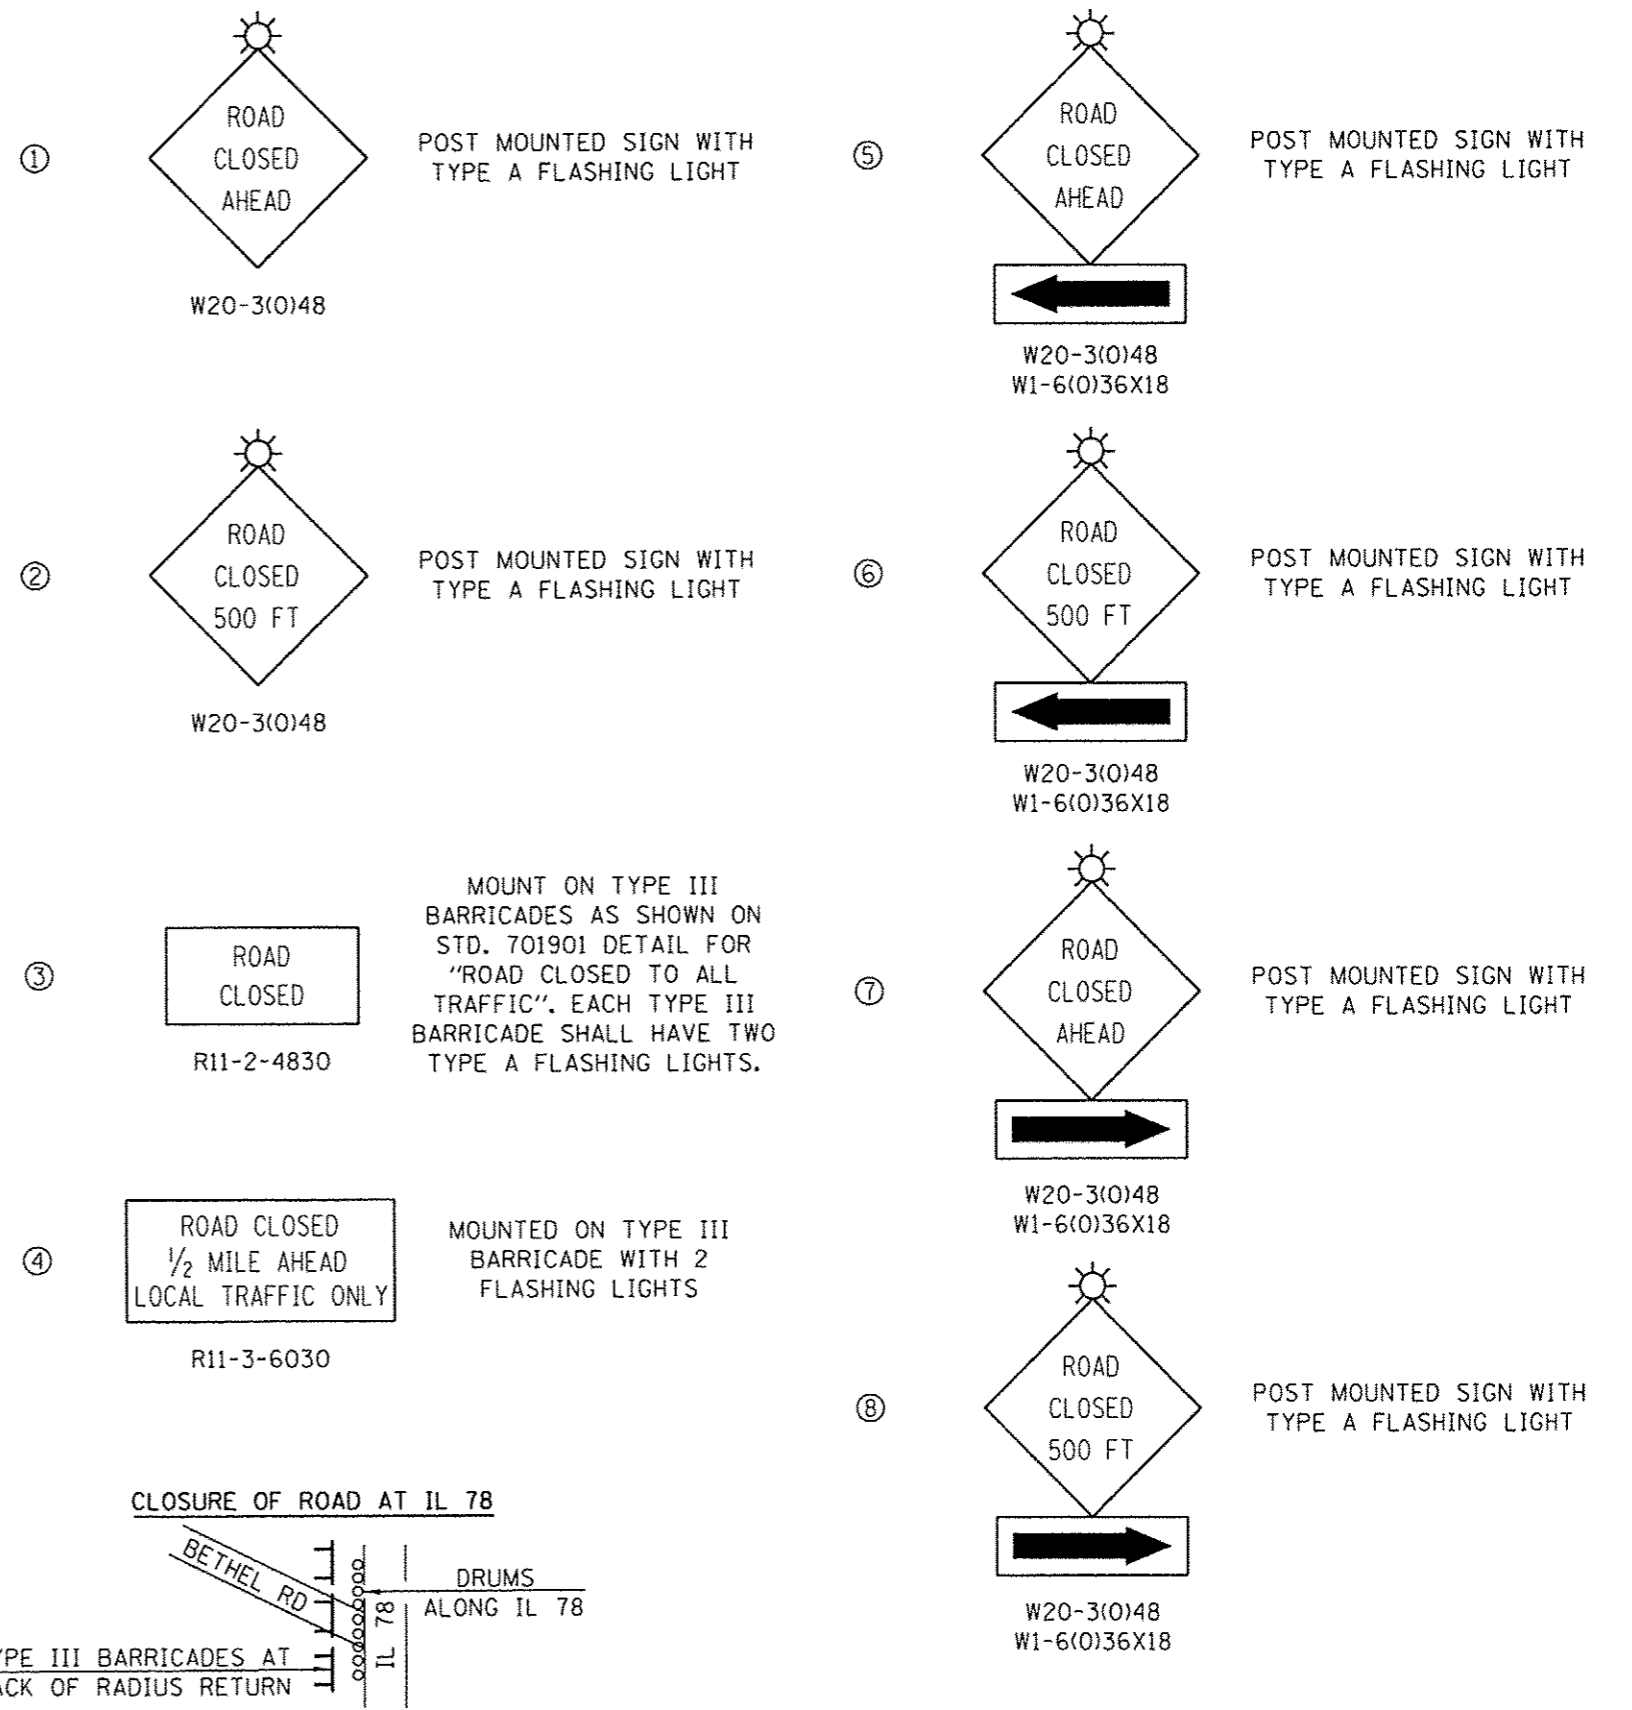 ①
ROAD
CLOSED
AHEAD
POST MOUNTED SIGN WITH
TYPE A FLASHING LIGHT
W20-3(O)48
②
ROAD
CLOSED
500 FT
POST MOUNTED SIGN WITH
TYPE A FLASHING LIGHT
W20-3(O)48
③
ROAD
CLOSED
R11-2-4830
MOUNT ON TYPE III
BARRICADES AS SHOWN ON
STD. 701901 DETAIL FOR
"ROAD CLOSED TO ALL
TRAFFIC". EACH TYPE III
BARRICADE SHALL HAVE TWO
TYPE A FLASHING LIGHTS.
④
ROAD CLOSED
1/2 MILE AHEAD
LOCAL TRAFFIC ONLY
R11-3-6030
MOUNTED ON TYPE III
BARRICADE WITH 2
FLASHING LIGHTS
CLOSURE OF ROAD AT IL 78
BETHEL RD
IL 78
DRUMS
ALONG IL 78
YPE III BARRICADES AT
ACK OF RADIUS RETURN
⑤
ROAD
CLOSED
AHEAD
POST MOUNTED SIGN WITH
TYPE A FLASHING LIGHT
W20-3(O)48
W1-6(O)36X18
⑥
ROAD
CLOSED
500 FT
POST MOUNTED SIGN WITH
TYPE A FLASHING LIGHT
W20-3(O)48
W1-6(O)36X18
⑦
ROAD
CLOSED
AHEAD
POST MOUNTED SIGN WITH
TYPE A FLASHING LIGHT
W20-3(O)48
W1-6(O)36X18
⑧
ROAD
CLOSED
500 FT
POST MOUNTED SIGN WITH
TYPE A FLASHING LIGHT
W20-3(O)48
W1-6(O)36X18